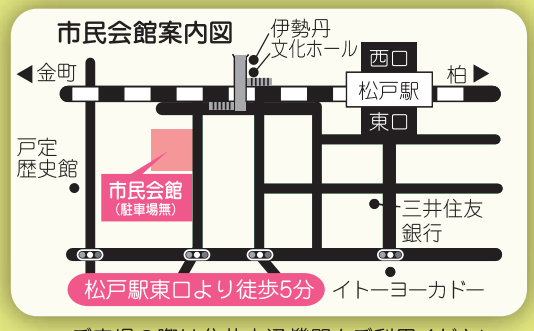 市民会館案内図
伊勢丹
文化ホール
西口
金町
柏
松戸駅
東口
戸定
歴史館
市民会館
(駐車場無)
三井住友
銀行
松戸駅東口より徒歩5分
イトーヨーカドー